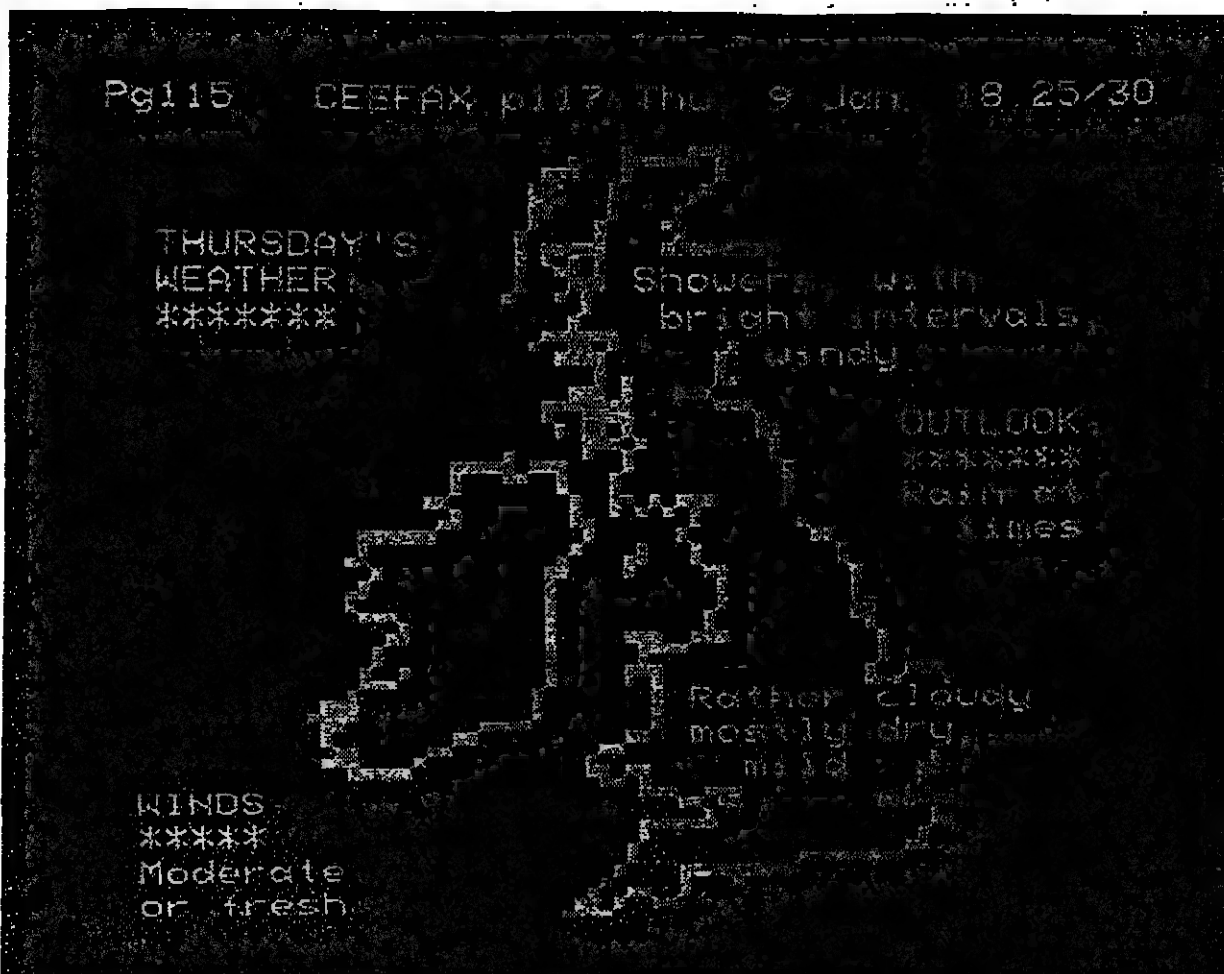 Pg115 CEEFAX p117 Thu 9 Jan 18.25/30
THURSDAY'S
WEATHER
*******
Showers, with
bright intervals,
windy
OUTLOOK
*******
Rain at
times
Rather cloudy
mostly dry
mild
WINDS
*****
Moderate
or fresh